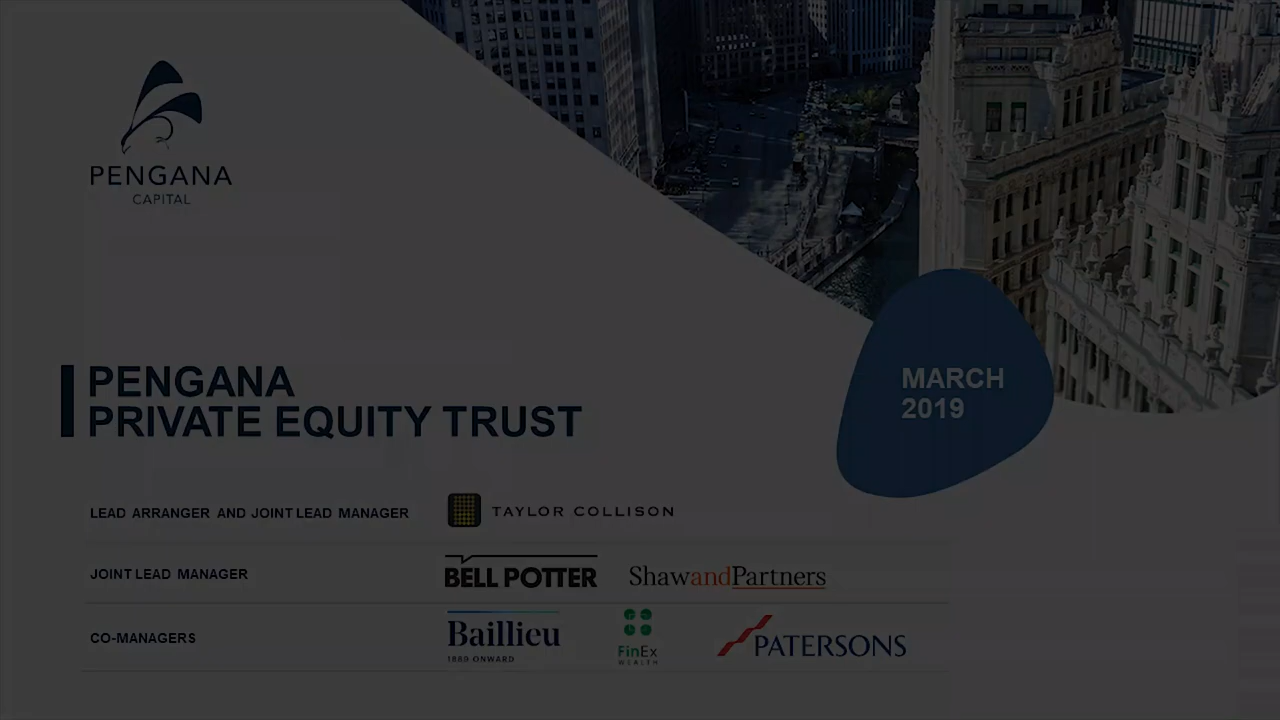 PENGANA
CAPITAL
PENGANA
PRIVATE EQUITY TRUST
MARCH
2019
LEAD ARRANGER AND JOINT LEAD MANAGER
TAYLOR COLLISON
JOINT LEAD MANAGER
BELL POTTER
ShawandPartners
CO-MANAGERS
Baillieu
1889 ONWARD
FinEx
WEALTH
PATERSONS